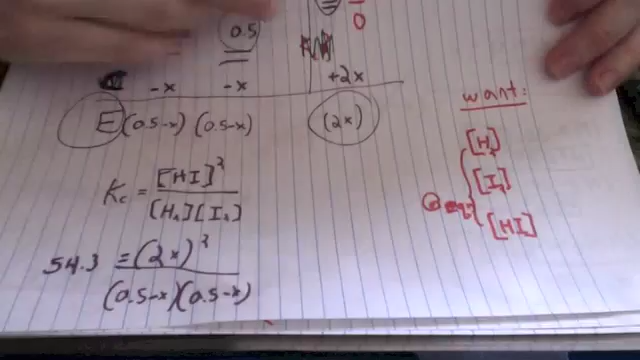 0.5
0
-x -x +2x
E (0.5-x) (0.5-x) (2x)
Kc = [HI]²
[H₂][I₂]
54.3 = (2x)²
(0.5-x)(0.5-x)
want:
[H₂]
[I₂]
@ eq
[HI]